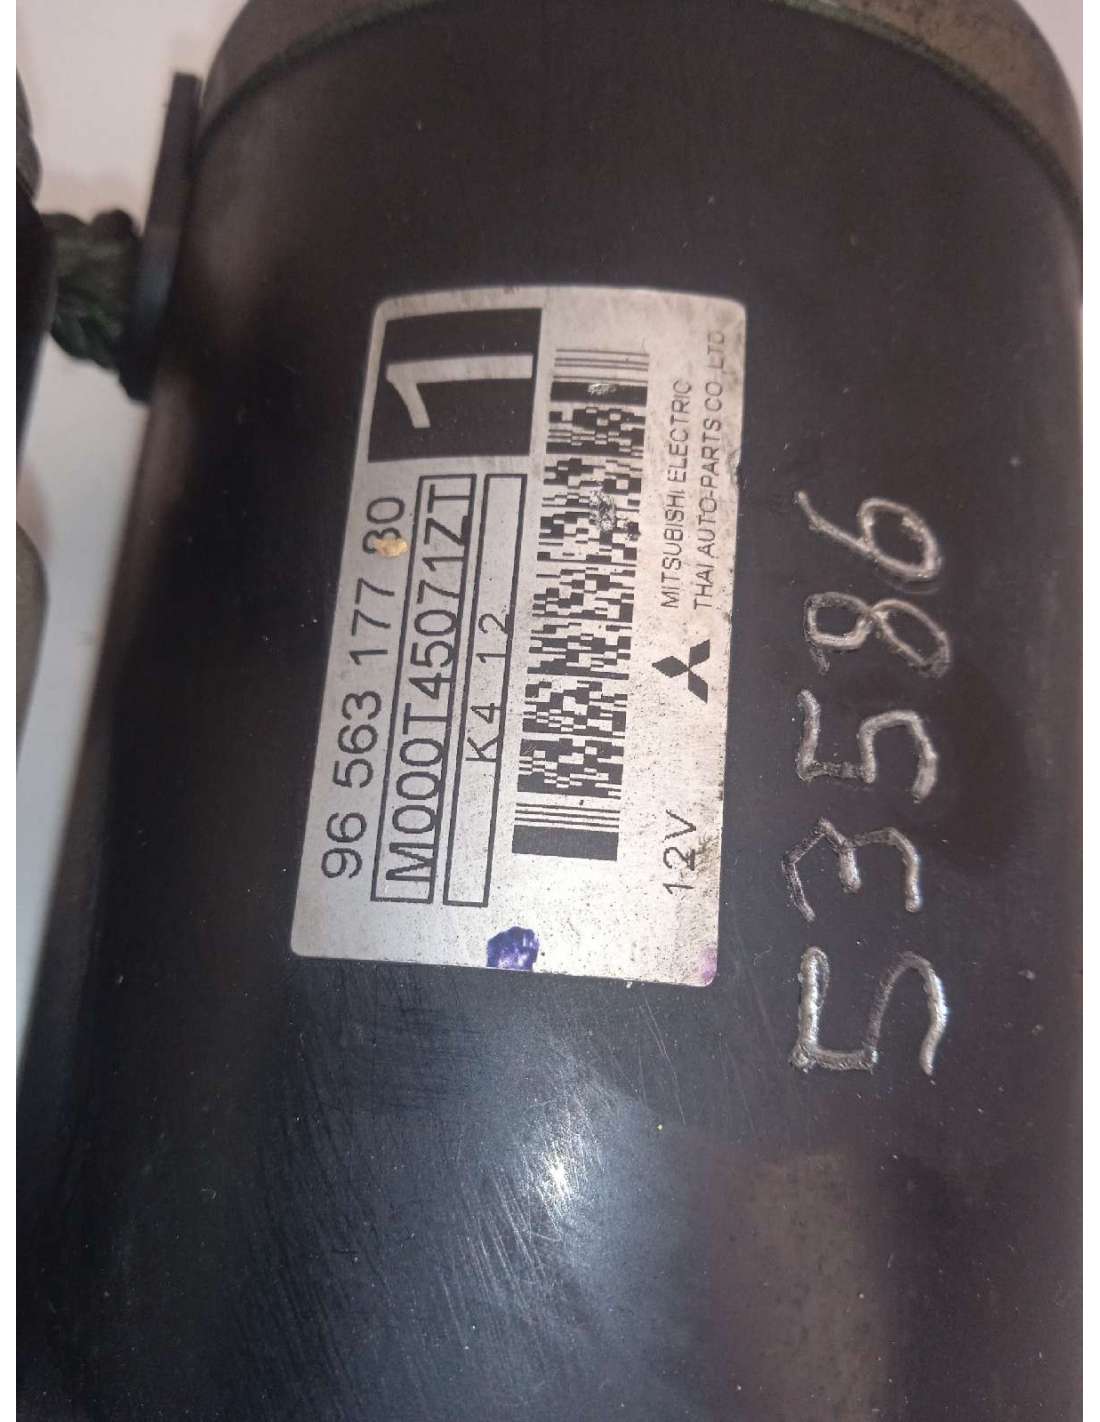 1
96 563 177 80
M000T45071ZT
K4 12
12V
MITSUBISHI ELECTRIC
THAI AUTO-PARTS CO.,LTD
53586